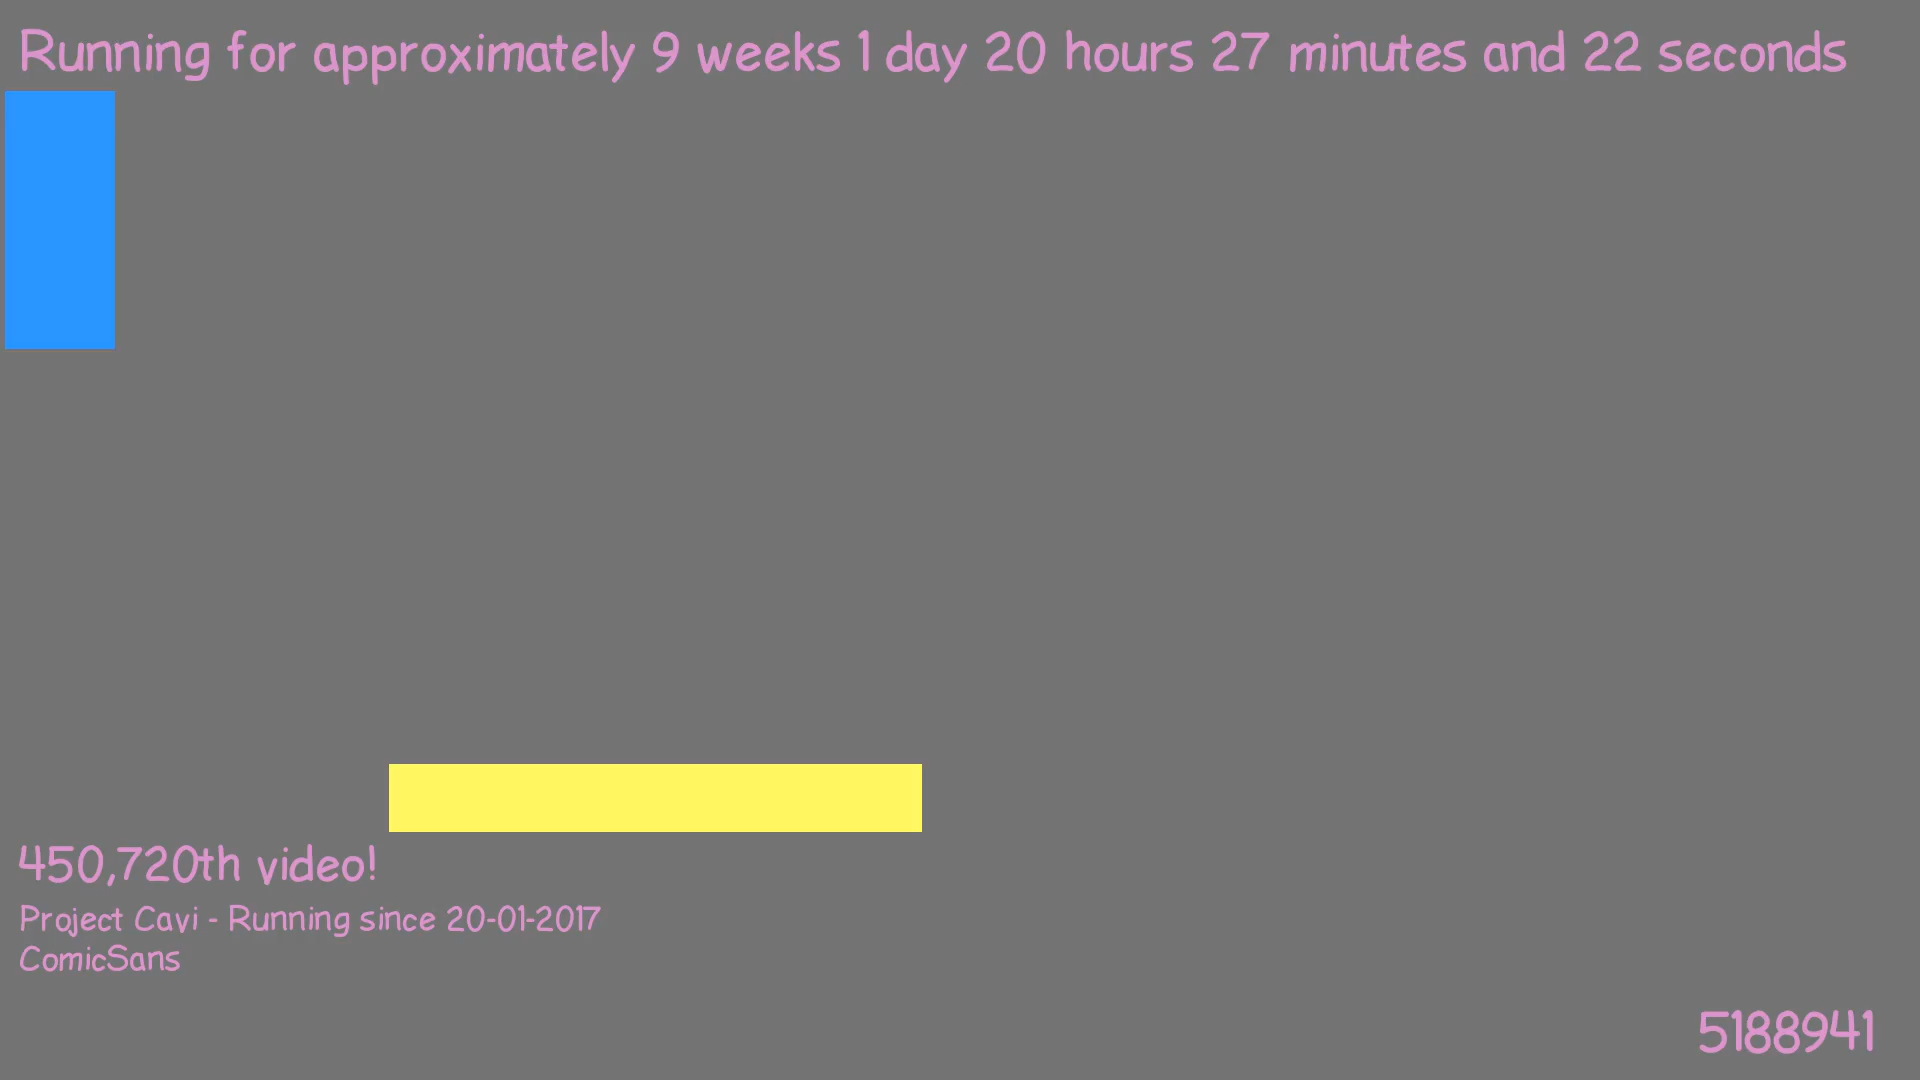 Running for approximately 9 weeks 1 day 20 hours 27 minutes and 22 seconds
450,720th video!
Project Cavi - Running since 20-01-2017
ComicSans
5188941